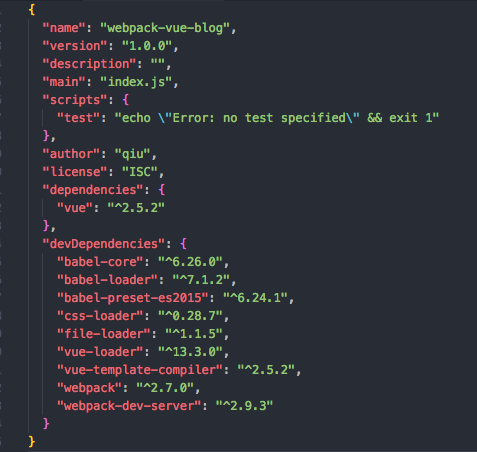 {
  "name": "webpack-vue-blog",
  "version": "1.0.0",
  "description": "",
  "main": "index.js",
  "scripts": {
    "test": "echo \"Error: no test specified\" && exit 1"
  },
  "author": "qiu",
  "license": "ISC",
  "dependencies": {
    "vue": "^2.5.2"
  },
  "devDependencies": {
    "babel-core": "^6.26.0",
    "babel-loader": "^7.1.2",
    "babel-preset-es2015": "^6.24.1",
    "css-loader": "^0.28.7",
    "file-loader": "^1.1.5",
    "vue-loader": "^13.3.0",
    "vue-template-compiler": "^2.5.2",
    "webpack": "^2.7.0",
    "webpack-dev-server": "^2.9.3"
  }
}